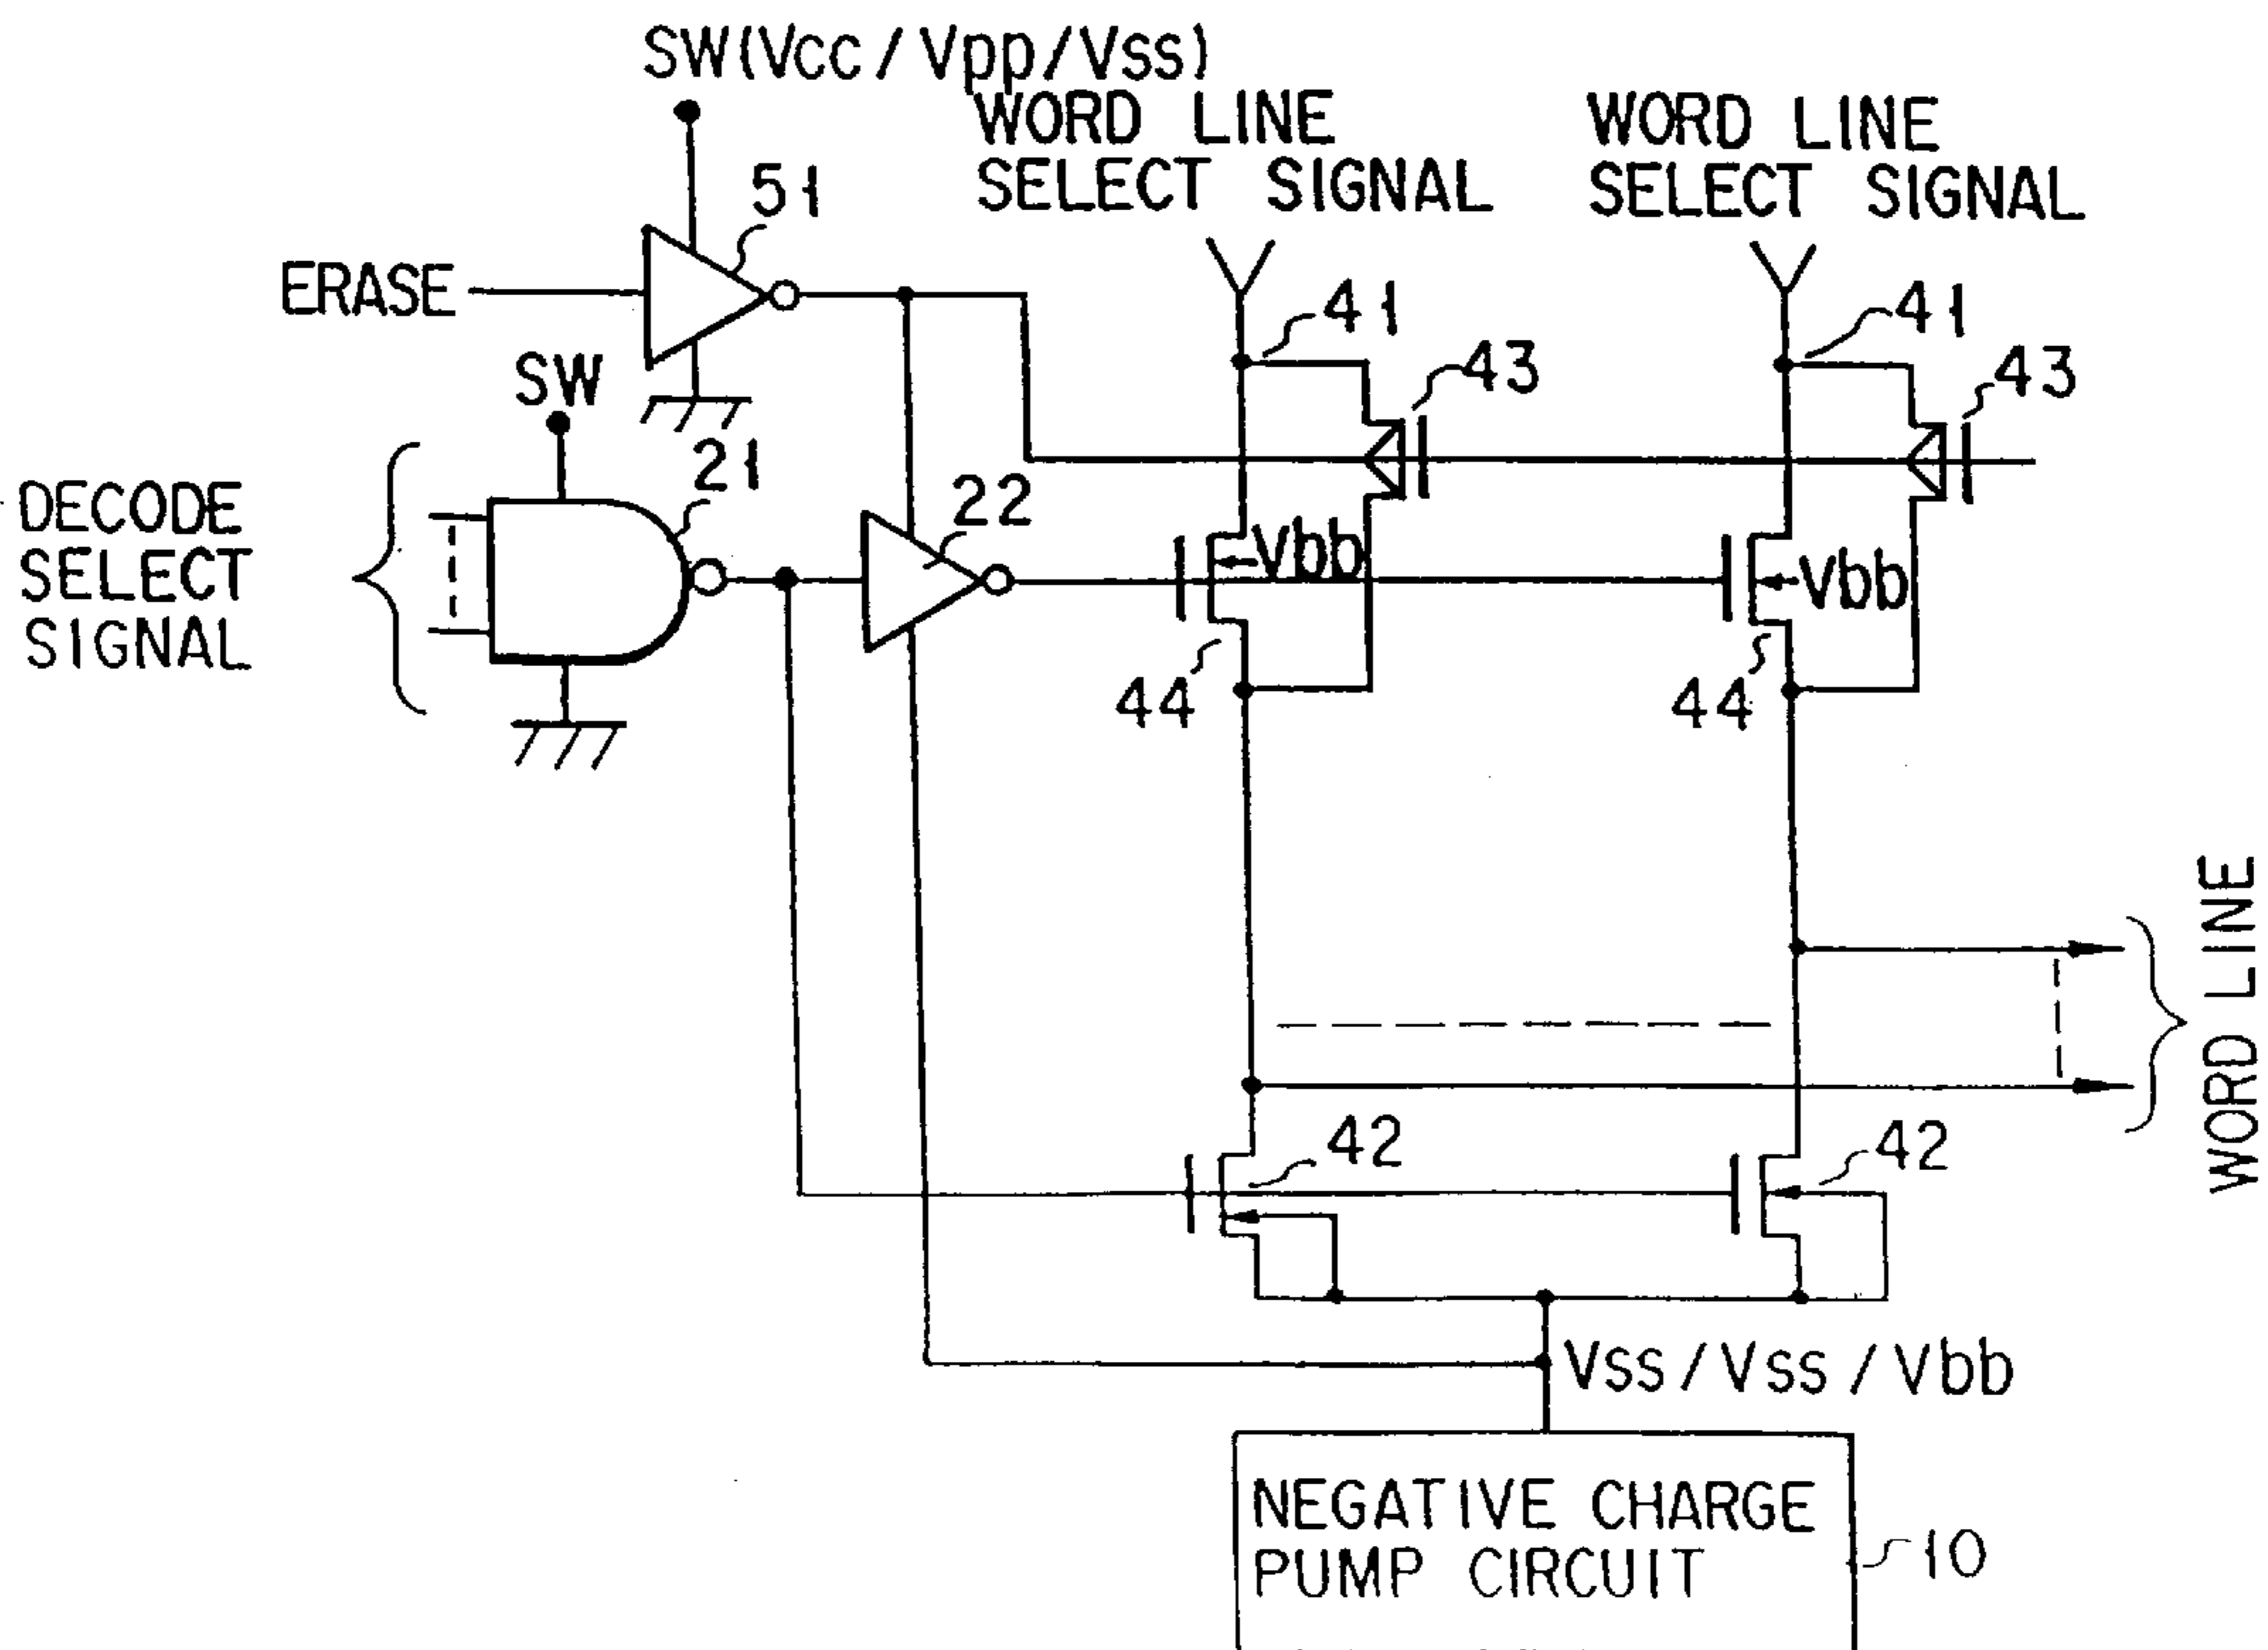 SW(Vcc/Vpp/Vss)
WORD LINE
SELECT SIGNAL
WORD LINE
SELECT SIGNAL
51
ERASE
41
41
43
43
SW
21
22
DECODE
SELECT
SIGNAL
Vbb
Vbb
44
44
WORD LINE
42
42
Vss/Vss/Vbb
NEGATIVE CHARGE
PUMP CIRCUIT
10